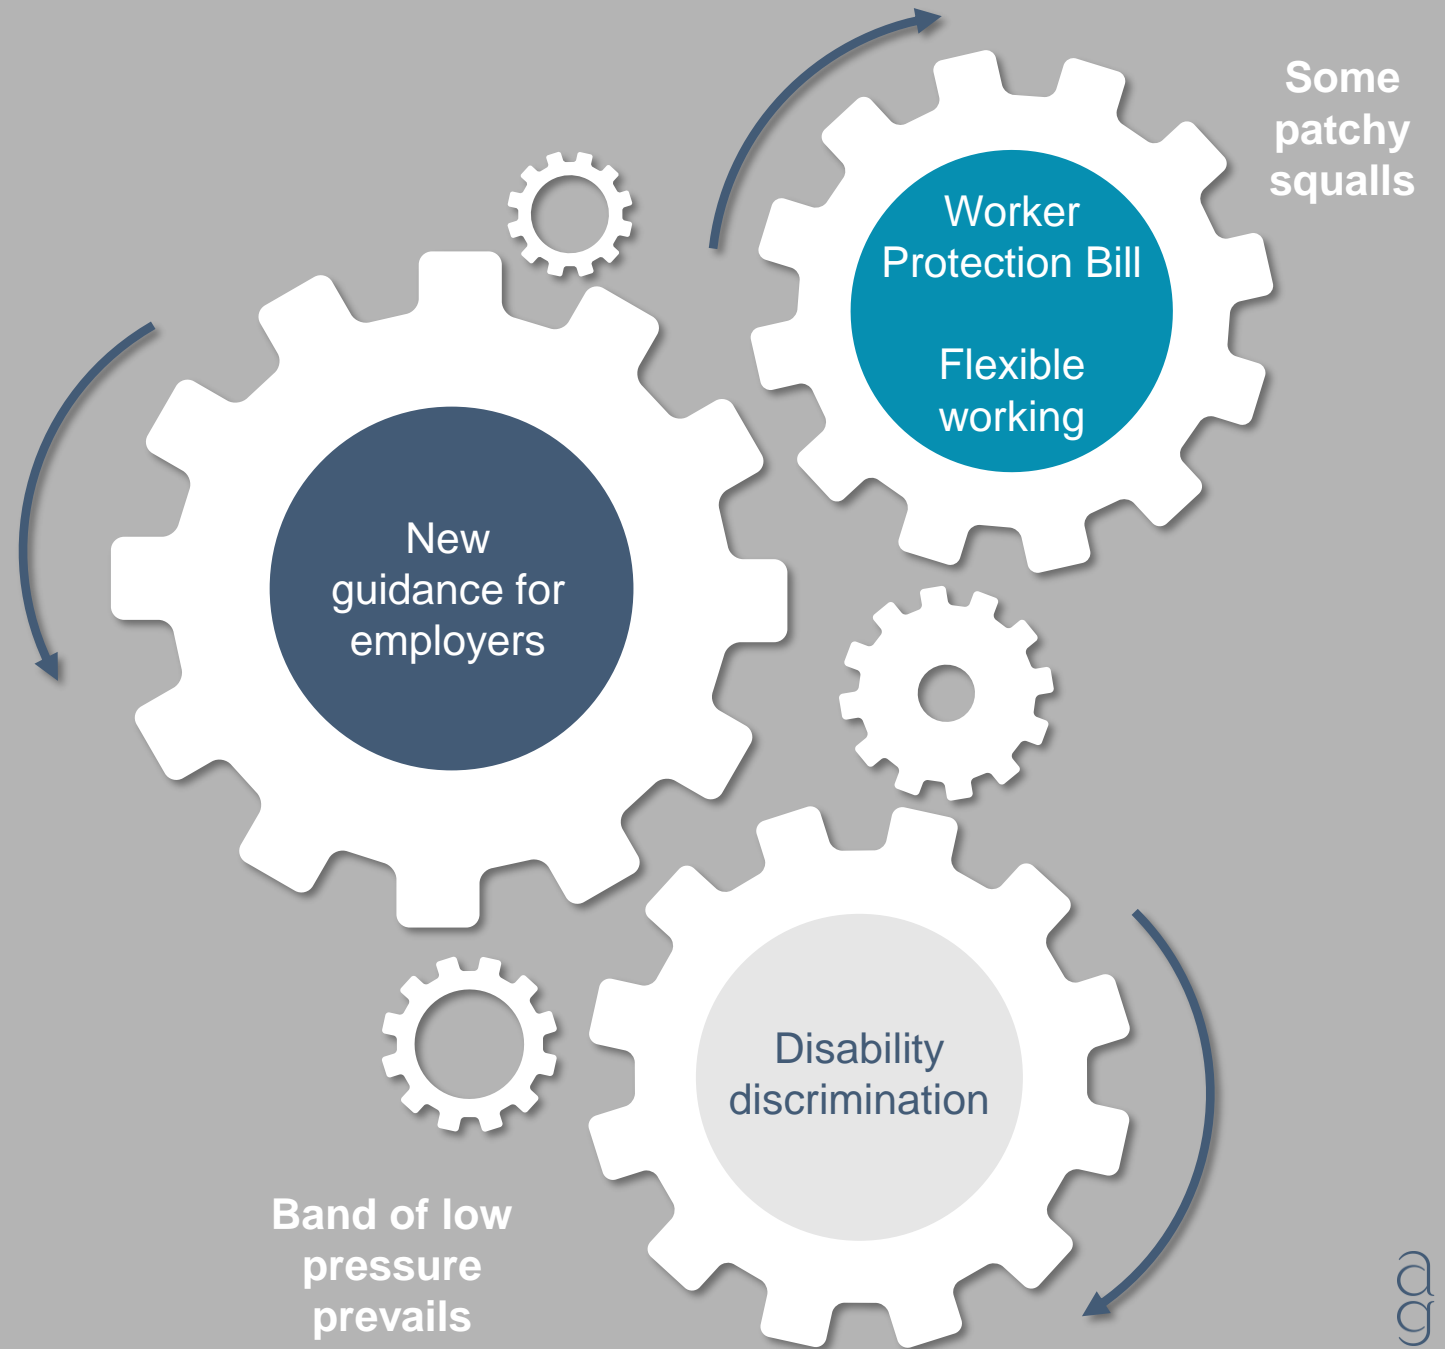 Some
patchy
squalls
Worker
Protection Bill
Flexible
working
New
guidance for
employers
Disability
discrimination
Band of low
pressure
prevails
ag